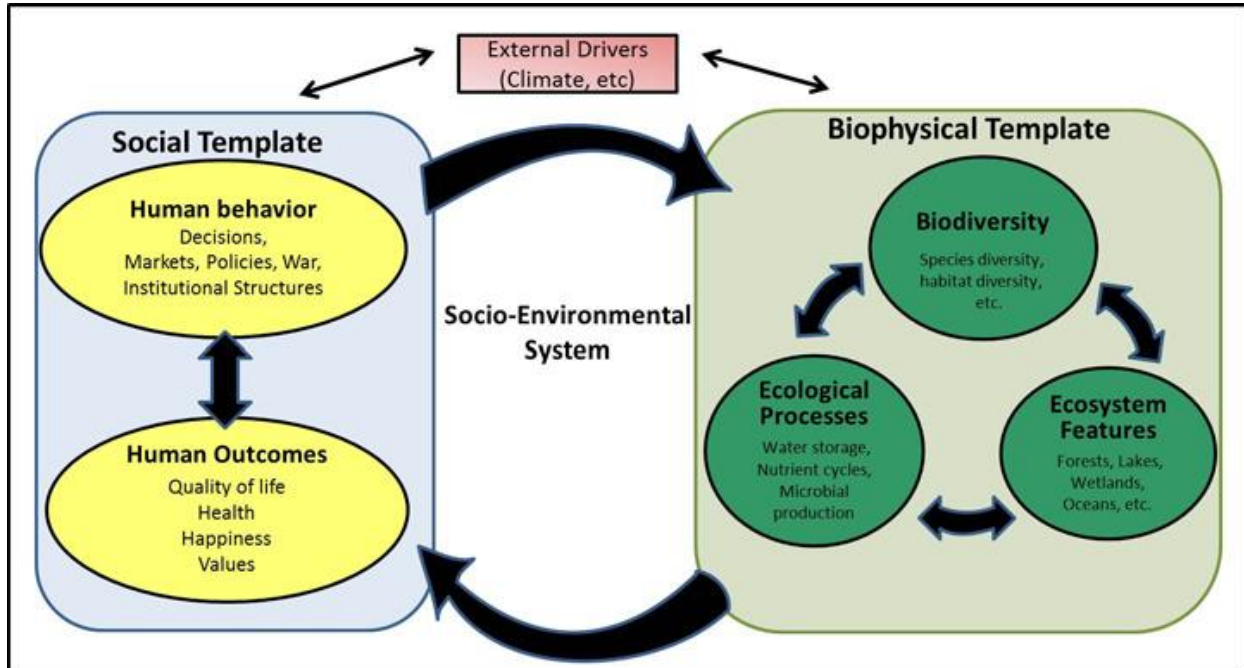 External Drivers
(Climate, etc)
Social Template
Human behavior
Decisions,
Markets, Policies, War,
Institutional Structures
Human Outcomes
Quality of life
Health
Happiness
Values
Socio-Environmental
System
Biophysical Template
Biodiversity
Species diversity,
habitat diversity,
etc.
Ecological
Processes
Water storage,
Nutrient cycles,
Microbial
production
Ecosystem
Features
Forests, Lakes,
Wetlands,
Oceans, etc.